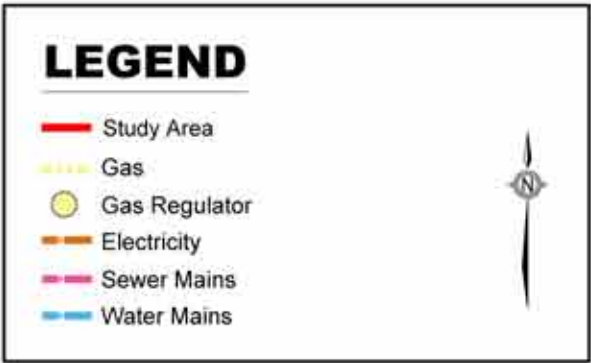 LEGEND
Study Area
Gas
N
Gas Regulator
Electricity
Sewer Mains
Water Mains